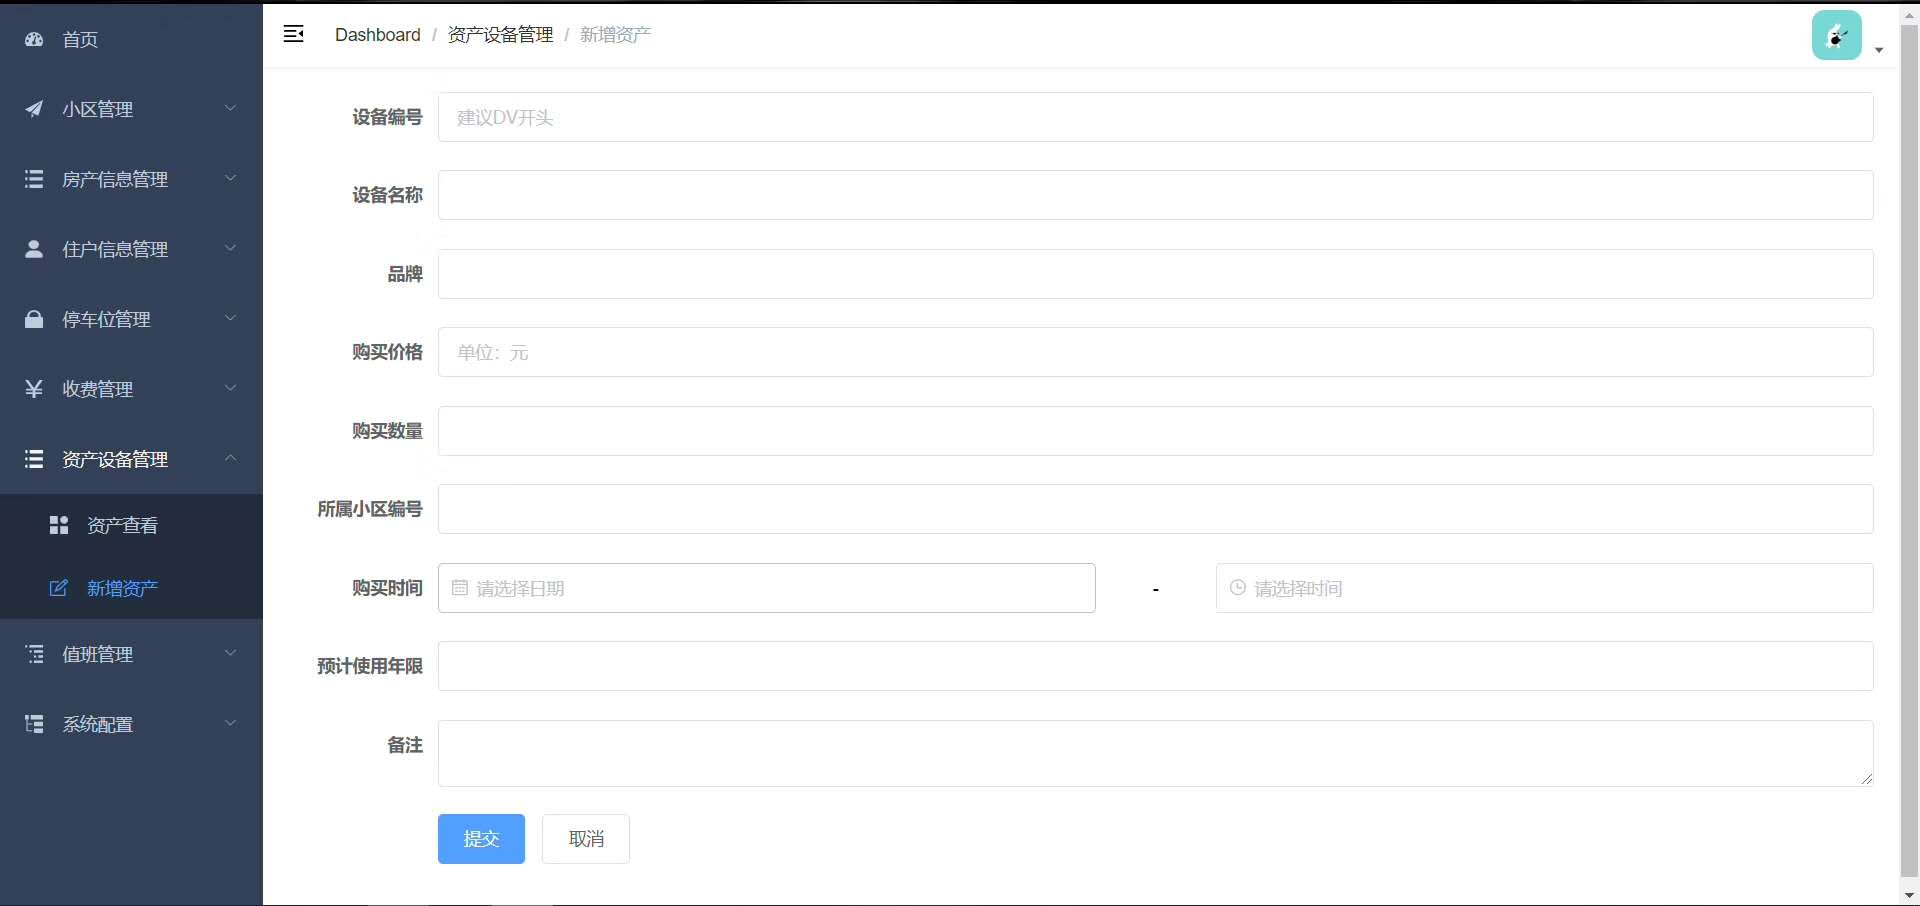 首页
小区管理
房产信息管理
住户信息管理
停车位管理
收费管理
资产设备管理
资产查看
新增资产
值班管理
系统配置
Dashboard / 资产设备管理 / 新增资产
设备编号 建议DV开头
设备名称
品牌
购买价格 单位：元
购买数量
所属小区编号
购买时间 请选择日期 - 请选择时间
预计使用年限
备注
提交 取消